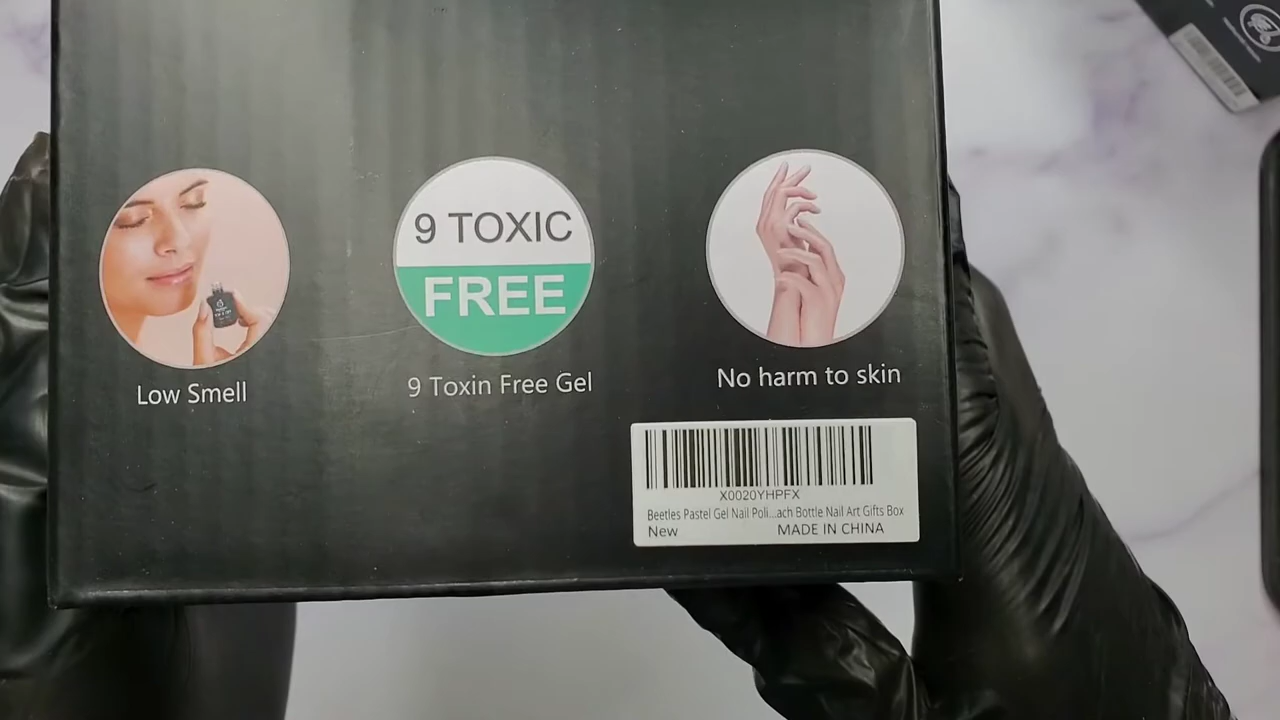 9 TOXIC
FREE
Low Smell
9 Toxin Free Gel
No harm to skin
X0020YHPFX
Beetles Pastel Gel Nail Poli...ach Bottle Nail Art Gifts Box
New MADE IN CHINA